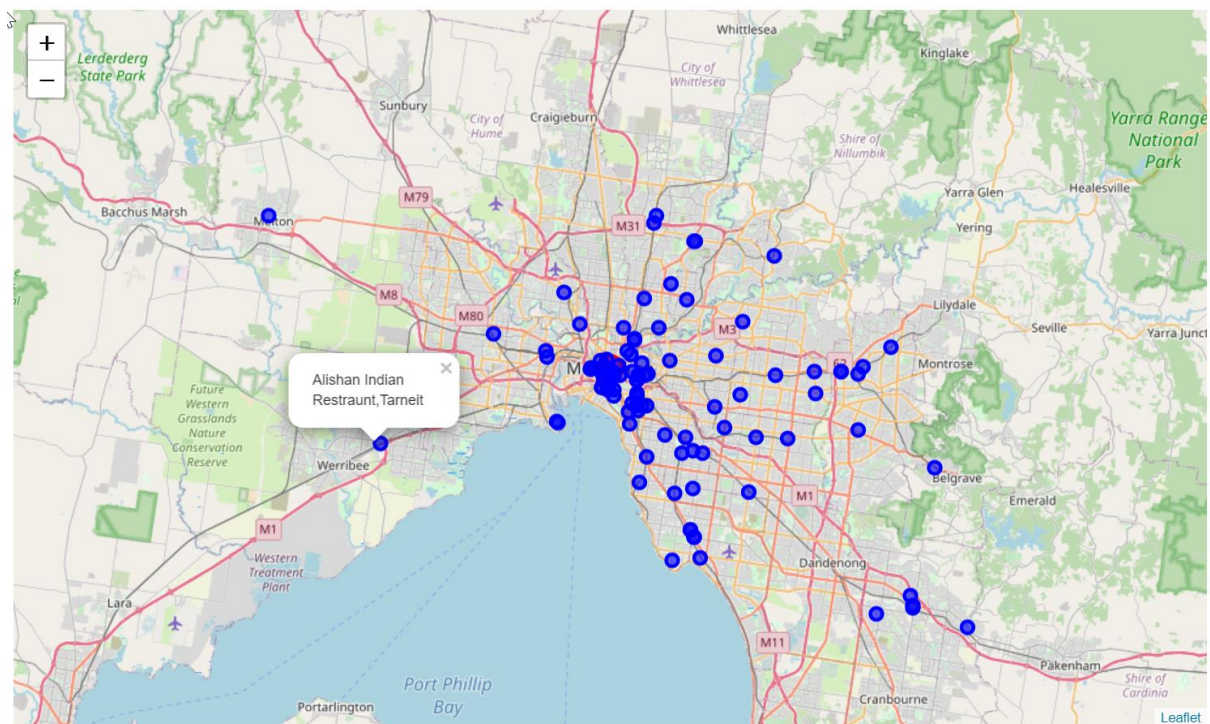 Whittlesea
Kinglake
+
−
Lerderderg
State Park
City of
Whittlesea
Sunbury
City of
Hume
Craigieburn
Yarra Range
National
Park
Shire of
Nillumbik
Yarra Glen
Healesville
M79
Bacchus Marsh
Melton
M31
Yering
M8
Lilydale
M80
M3
Seville
Yarra Junct
Montrose
M
×
Alishan Indian
Restraunt,Tarneit
Future
Western
Grasslands
Nature
Conservation
Reserve
Werribee
Belgrave
Emerald
M1
M1
Western
Treatment
Plant
Dandenong
Lara
M11
Pakenham
Port Phillip
Bay
Shire of
Cardinia
Portarlington
Cranbourne
Leaflet